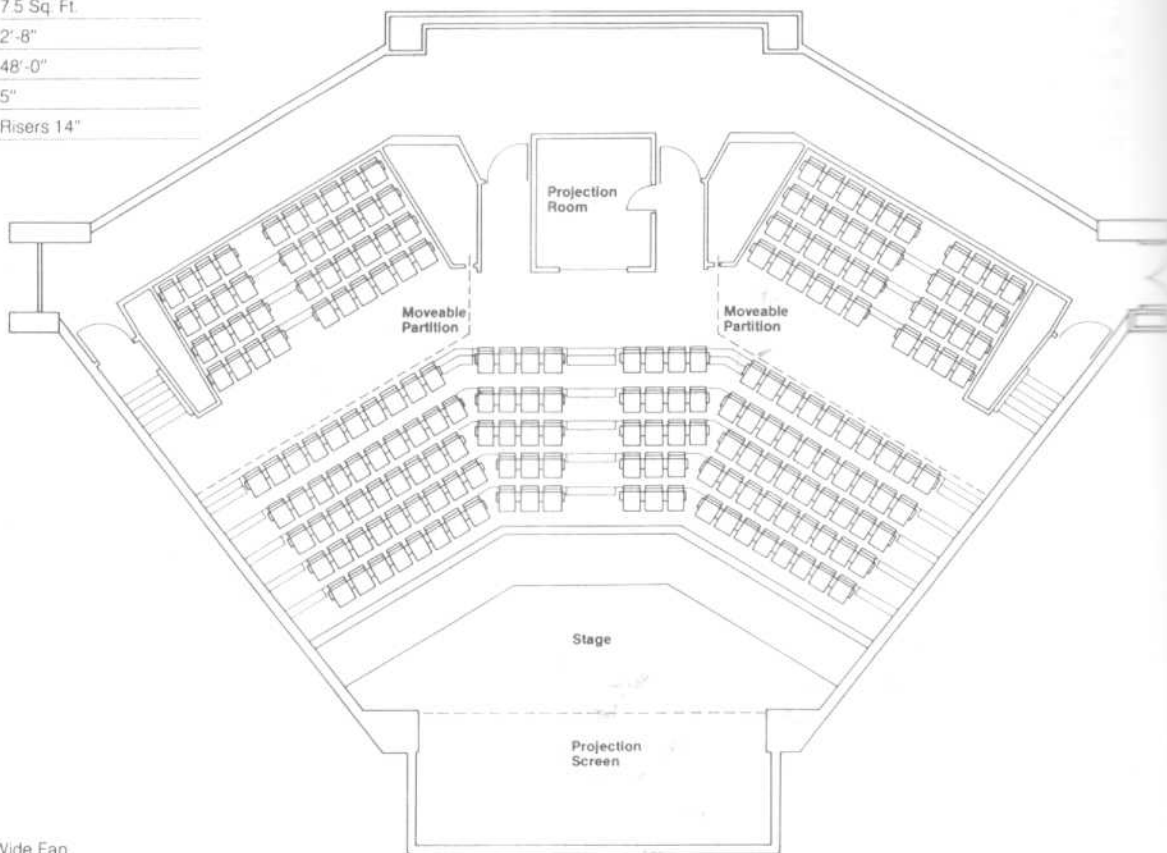 7.5 Sq. Ft.
2'-8"
48'-0"
5"
Risers 14"
Projection
Room
Moveable
Partition
Moveable
Partition
Stage
Projection
Screen
Wide Fan